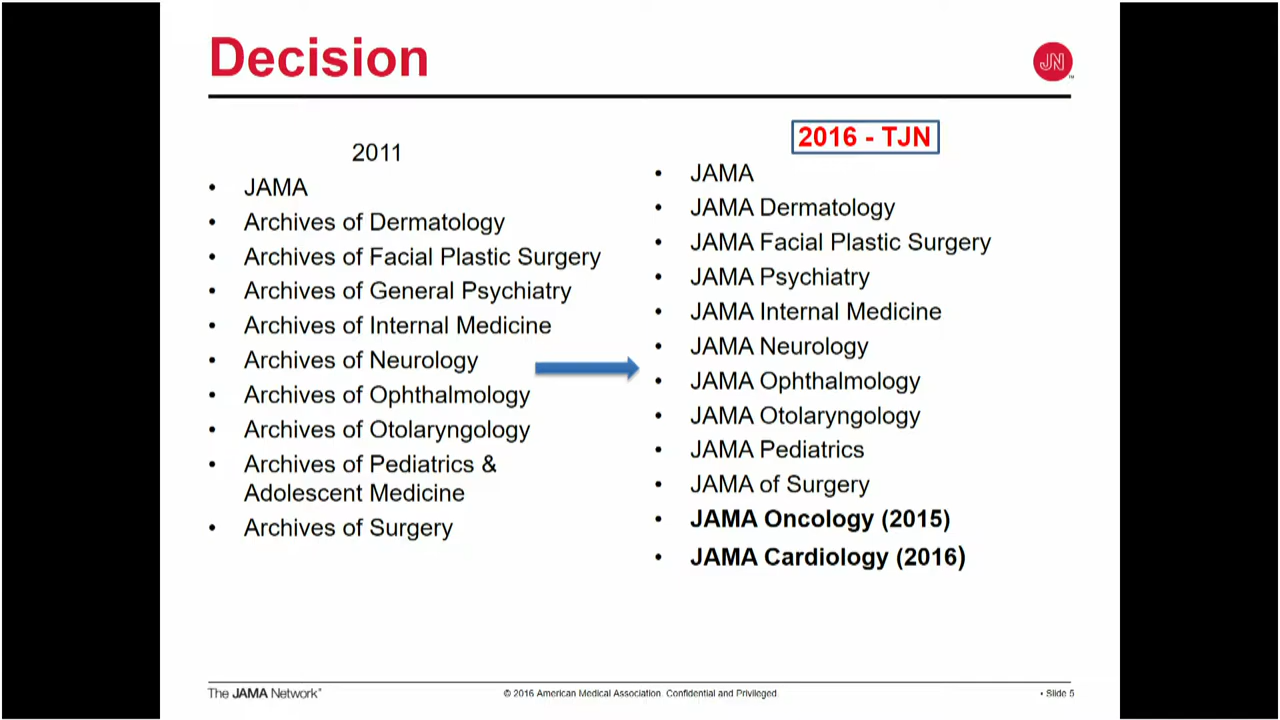 Decision
JN
2011
• JAMA
• Archives of Dermatology
• Archives of Facial Plastic Surgery
• Archives of General Psychiatry
• Archives of Internal Medicine
• Archives of Neurology
• Archives of Ophthalmology
• Archives of Otolaryngology
• Archives of Pediatrics &
Adolescent Medicine
• Archives of Surgery
2016 - TJN
• JAMA
• JAMA Dermatology
• JAMA Facial Plastic Surgery
• JAMA Psychiatry
• JAMA Internal Medicine
• JAMA Neurology
• JAMA Ophthalmology
• JAMA Otolaryngology
• JAMA Pediatrics
• JAMA of Surgery
• JAMA Oncology (2015)
• JAMA Cardiology (2016)
The JAMA Network™
© 2016 American Medical Association. Confidential and Privileged.
• Slide 5